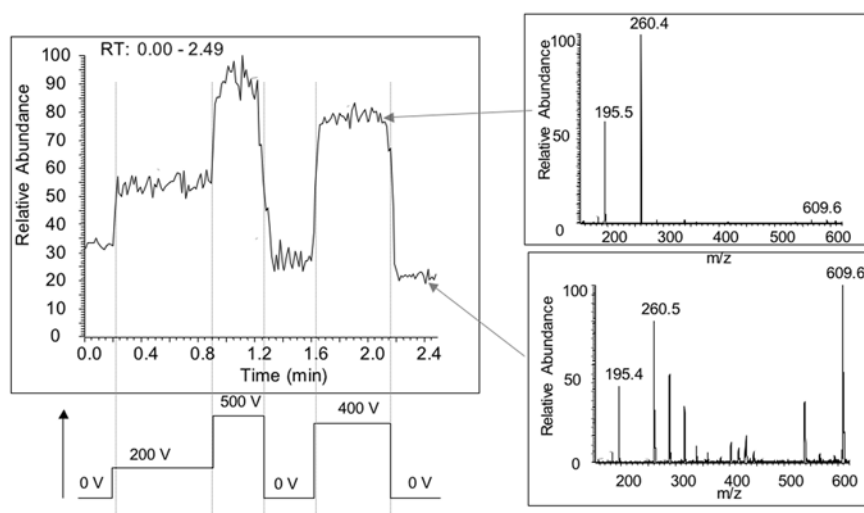 RT: 0.00 - 2.49
Relative Abundance
100
90
80
70
60
50
40
30
20
10
0
0.0 0.4 0.8 1.2 1.6 2.0 2.4
Time (min)
0 V
200 V
500 V
0 V
400 V
0 V
260.4
195.5
609.6
Relative Abundance
100
50
0
200 300 400 500 600
m/z
609.6
260.5
195.4
Relative Abundance
100
50
0
200 300 400 500 600
m/z